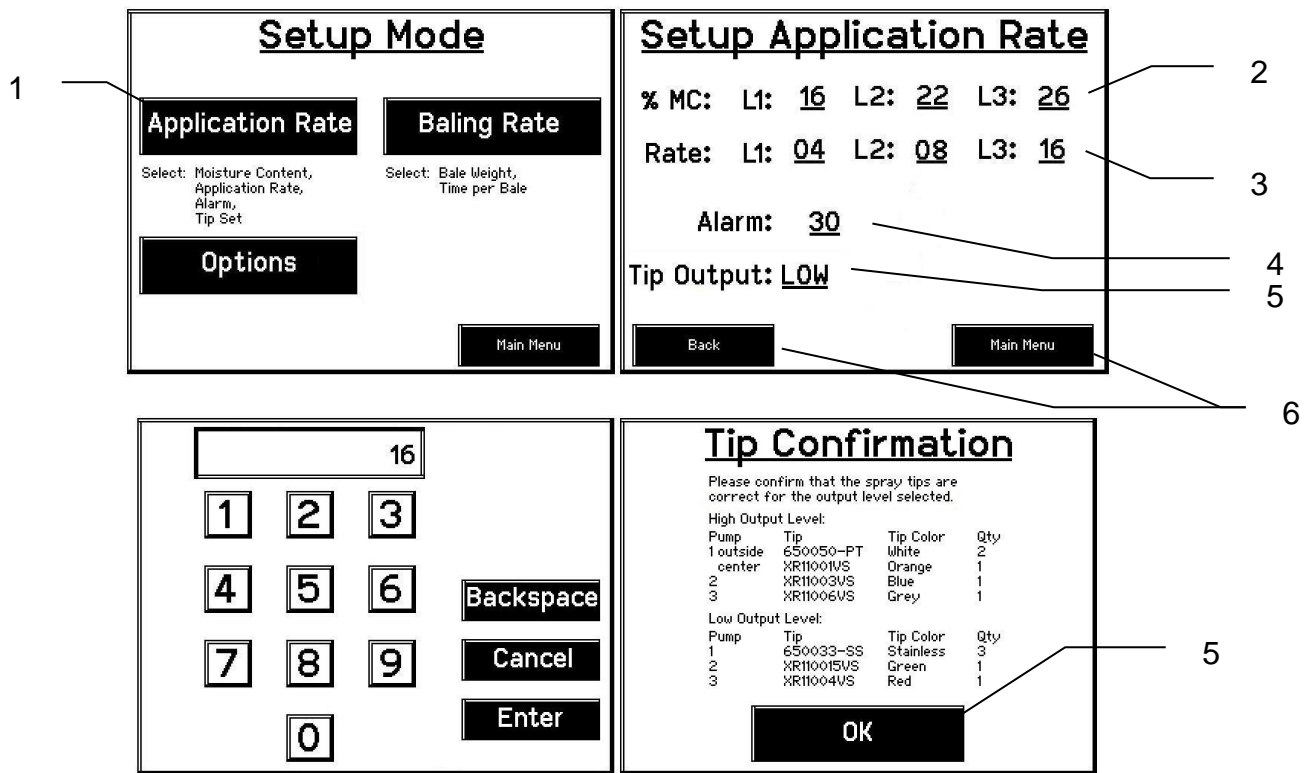 Setup Mode
1
Application Rate
Baling Rate
Select: Moisture Content,
Application Rate,
Alarm,
Tip Set
Select: Bale Weight,
Time per Bale
Options
Main Menu
Setup Application Rate
% MC: L1: 16 L2: 22 L3: 26
2
Rate: L1: 04 L2: 08 L3: 16
3
Alarm: 30
4
Tip Output: LOW
5
Back
Main Menu
6
16
1 2 3
4 5 6
Backspace
7 8 9
Cancel
Enter
0
Tip Confirmation
Please confirm that the spray tips are
correct for the output level selected.
High Output Level:
Pump Tip Tip Color Qty
1 outside 650050-PT White 2
center XR11001VS Orange 1
2 XR11003VS Blue 1
3 XR11006VS Grey 1
Low Output Level:
Pump Tip Tip Color Qty
1 650033-SS Stainless 3
2 XR110015VS Green 1
3 XR11004VS Red 1
5
OK